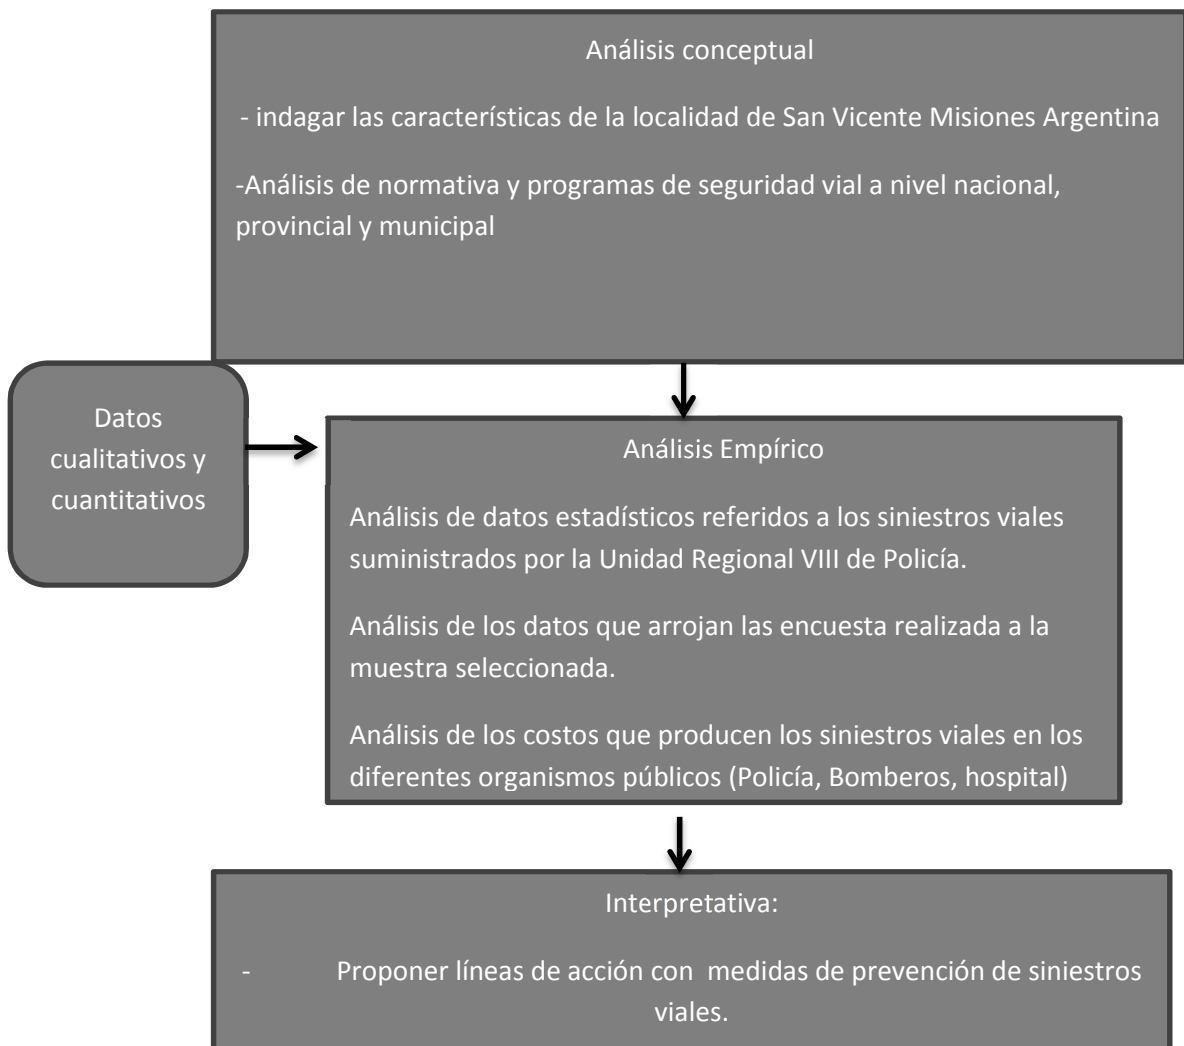 Análisis conceptual
- indagar las características de la localidad de San Vicente Misiones Argentina
-Análisis de normativa y programas de seguridad vial a nivel nacional,
provincial y municipal
Datos
cualitativos y
cuantitativos
Análisis Empírico
Análisis de datos estadísticos referidos a los siniestros viales
suministrados por la Unidad Regional VIII de Policía.
Análisis de los datos que arrojan las encuesta realizada a la
muestra seleccionada.
Análisis de los costos que producen los siniestros viales en los
diferentes organismos públicos (Policía, Bomberos, hospital)
Interpretativa:
- Proponer líneas de acción con medidas de prevención de siniestros
viales.